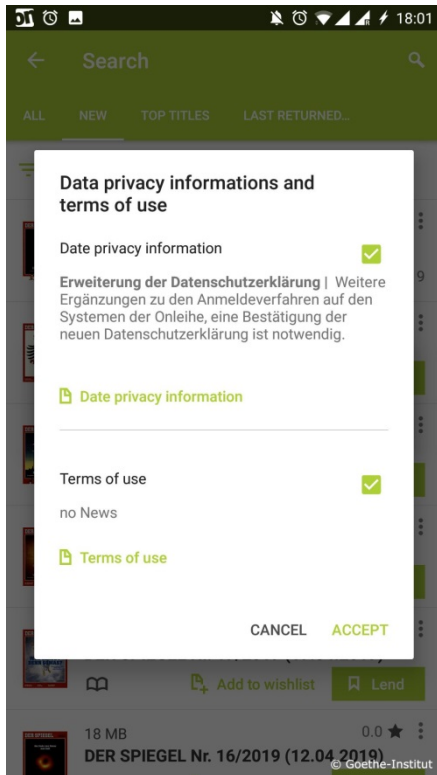 18:01
Search
ALL NEW TOP TITLES LAST RETURNED...
Data privacy informations and
terms of use
Date privacy information
Erweiterung der Datenschutzerklärung | Weitere
Ergänzungen zu den Anmeldeverfahren auf den
Systemen der Onleihe, eine Bestätigung der
neuen Datenschutzerklärung ist notwendig.
Date privacy information
Terms of use
no News
Terms of use
CANCEL ACCEPT
Add to wishlist Lend
18 MB 0.0
DER SPIEGEL Nr. 16/2019 (12.04.2019)
© Goethe-Institut